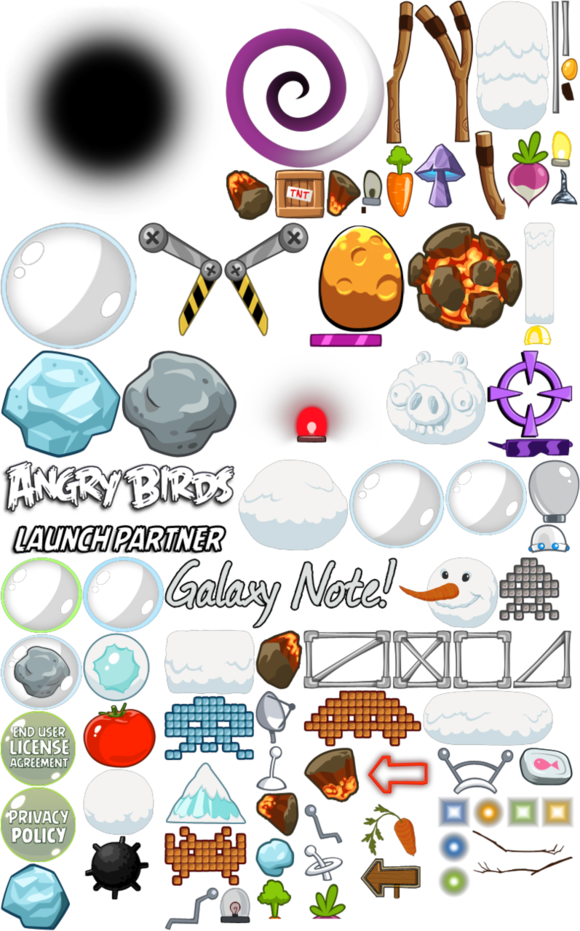 TNT
ANGRY BIRDS
LAUNCH PARTNER
Galaxy Note!
END USER
LICENSE
AGREEMENT
PRIVACY
POLICY